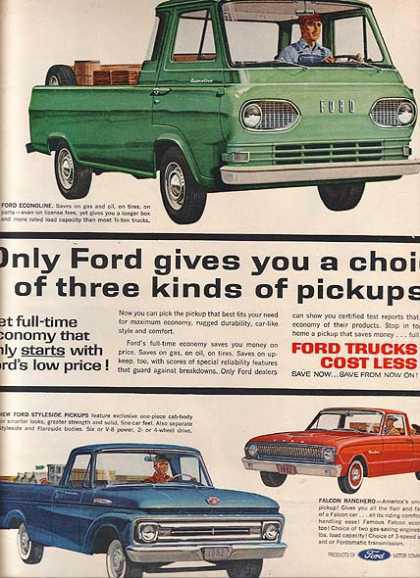 Econoline
FORD
FORD ECONOLINE. Saves on gas and oil, on tires, on
parts—even on license fees, yet gives you a longer box
and more rated load capacity than most ½-ton trucks.
Only Ford gives you a choi
of three kinds of pickups
et full-time
conomy that
nly starts with
ord's low price!
Now you can pick the pickup that best fits your need
for maximum economy, rugged durability, car-like
style and comfort.
Ford's full-time economy saves you money on
price. Saves on gas, on oil, on tires. Saves on up-
keep, too, with scores of special reliability features
that guard against breakdowns. Only Ford dealers
can show you certified test reports that
economy of their products. Stop in to
home a pickup that saves money . . . full
FORD TRUCKS
COST LESS
SAVE NOW...SAVE FROM NOW ON!
NEW FORD STYLESIDE PICKUPS feature exclusive one-piece cab-body
or smarter looks, greater strength and solid, fine-car feel. Also separate
tyleside and Flareside bodies. Six or V-8 power, 2- or 4-wheel drive.
1962
1962
FALCON RANCHERO—America's
pickup! Gives you all the flair and
of a Falcon car... all its riding comfort
handling ease! Famous Falcon eco
too! Choice of two gas-saving engines
lbs. load capacity! Choice of 3-speed
ard or Fordomatic transmission.
PRODUCTS OF Ford MOTOR COMP